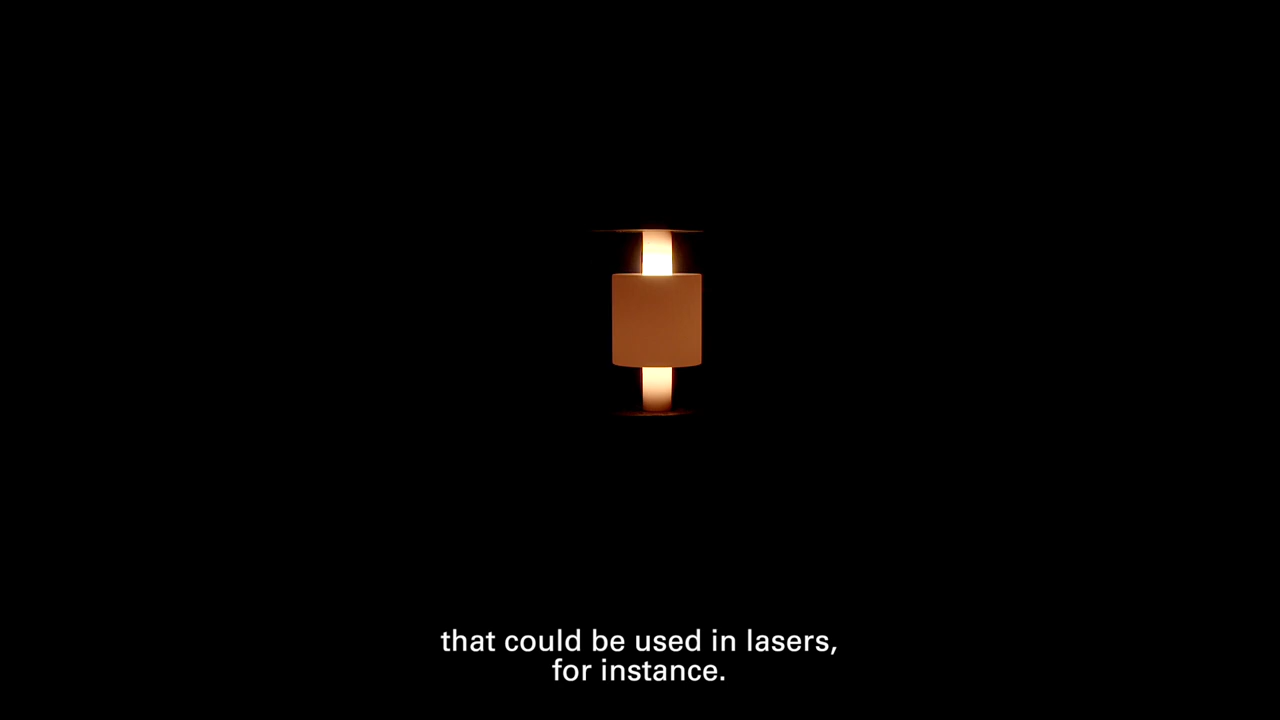 that could be used in lasers,
for instance.